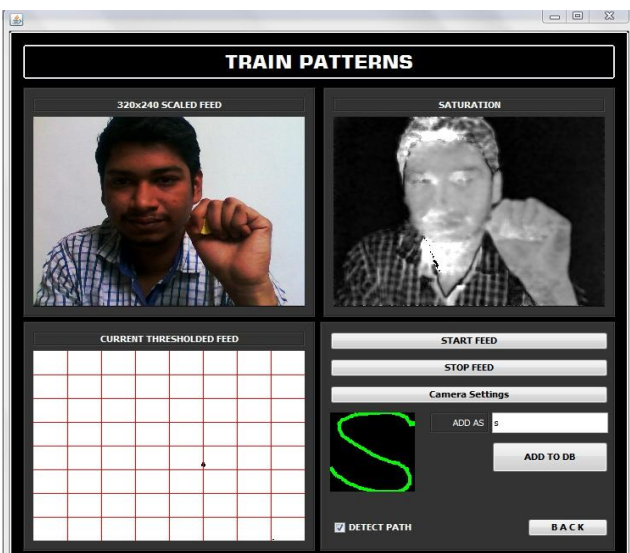 TRAIN PATTERNS
320x240 SCALED FEED
SATURATION
CURRENT THRESHOLDED FEED
START FEED
STOP FEED
Camera Settings
ADD AS s
ADD TO DB
DETECT PATH
BACK